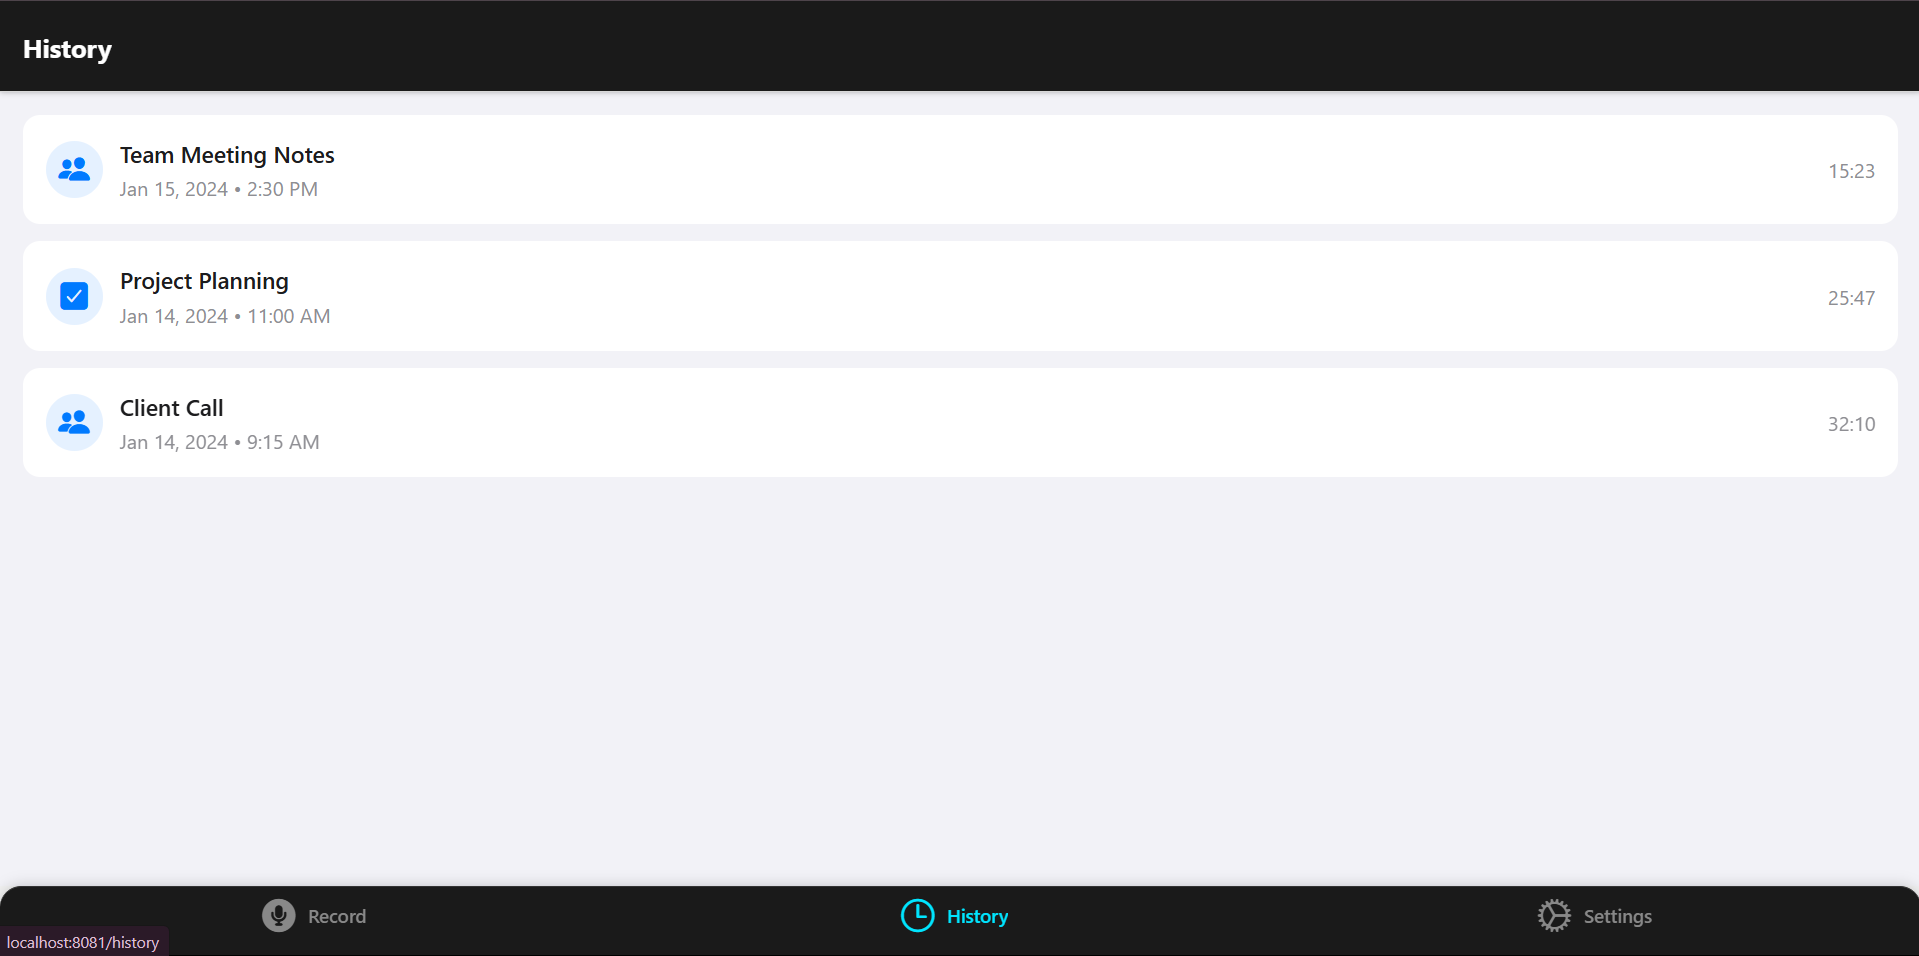 History
Team Meeting Notes
Jan 15, 2024 • 2:30 PM
15:23
Project Planning
Jan 14, 2024 • 11:00 AM
25:47
Client Call
Jan 14, 2024 • 9:15 AM
32:10
Record
History
Settings
localhost:8081/history